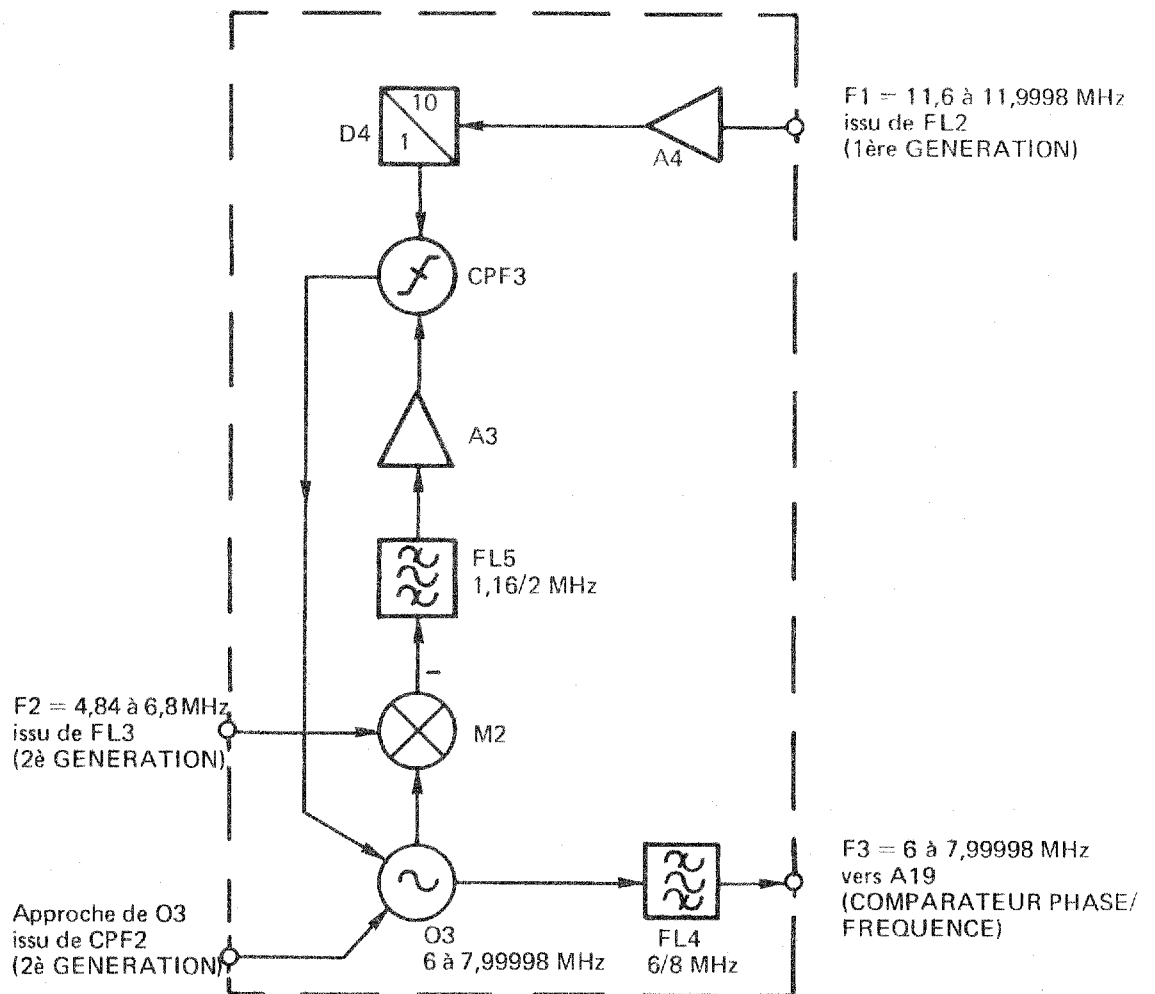 10
1
D4
A4
F1 = 11,6 à 11,9998 MHz
issu de FL2
(1ère GENERATION)
CPF3
A3
FL5
1,16/2 MHz
F2 = 4,84 à 6,8 MHz
issu de FL3
(2è GENERATION)
–
M2
F3 = 6 à 7,99998 MHz
vers A19
(COMPARATEUR PHASE/
FREQUENCE)
Approche de O3
issu de CPF2
(2è GENERATION)
O3
6 à 7,99998 MHz
FL4
6/8 MHz